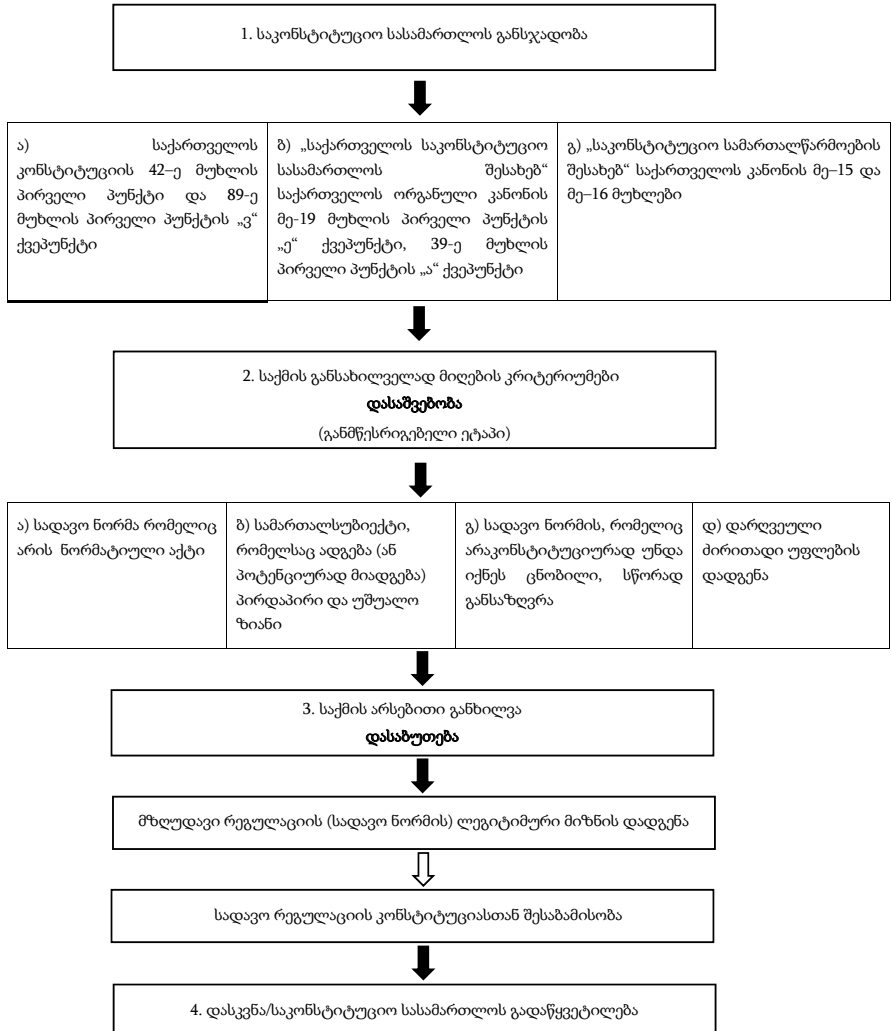 1. საკონსტიტუციო სასამართლოს განსჯადობა
ა) საქართველოს
კონსტიტუციის 42–ე მუხლის
პირველი პუნქტი და 89-ე
მუხლის პირველი პუნქტის „ვ“
ქვეპუნქტი
ბ) „საქართველოს საკონსტიტუციო
სასამართლოს შესახებ“
საქართველოს ორგანული კანონის
მე-19 მუხლის პირველი პუნქტის
„ე“ ქვეპუნქტი, 39-ე მუხლის
პირველი პუნქტის „ა“ ქვეპუნქტი
გ) „საკონსტიტუციო სამართალწარმოების
შესახებ“ საქართველოს კანონის მე–15 და
მე–16 მუხლები
2. საქმის განსახილველად მიღების კრიტერიუმები
დასაშვებობა
(განმწესრიგებელი ეტაპი)
ა) სადავო ნორმა რომელიც
არის ნორმატიული აქტი
ბ) სამართალსუბიექტი,
რომელსაც ადგება (ან
პოტენციურად მიადგება)
პირდაპირი და უშუალო
ზიანი
გ) სადავო ნორმის, რომელიც
არაკონსტიტუციურად უნდა
იქნეს ცნობილი, სწორად
განსაზღვრა
დ) დარღვეული
ძირითადი უფლების
დადგენა
3. საქმის არსებითი განხილვა
დასაბუთება
მზღუდავი რეგულაციის (სადავო ნორმის) ლეგიტიმური მიზნის დადგენა
სადავო რეგულაციის კონსტიტუციასთან შესაბამისობა
4. დასკვნა/საკონსტიტუციო სასამართლოს გადაწყვეტილება